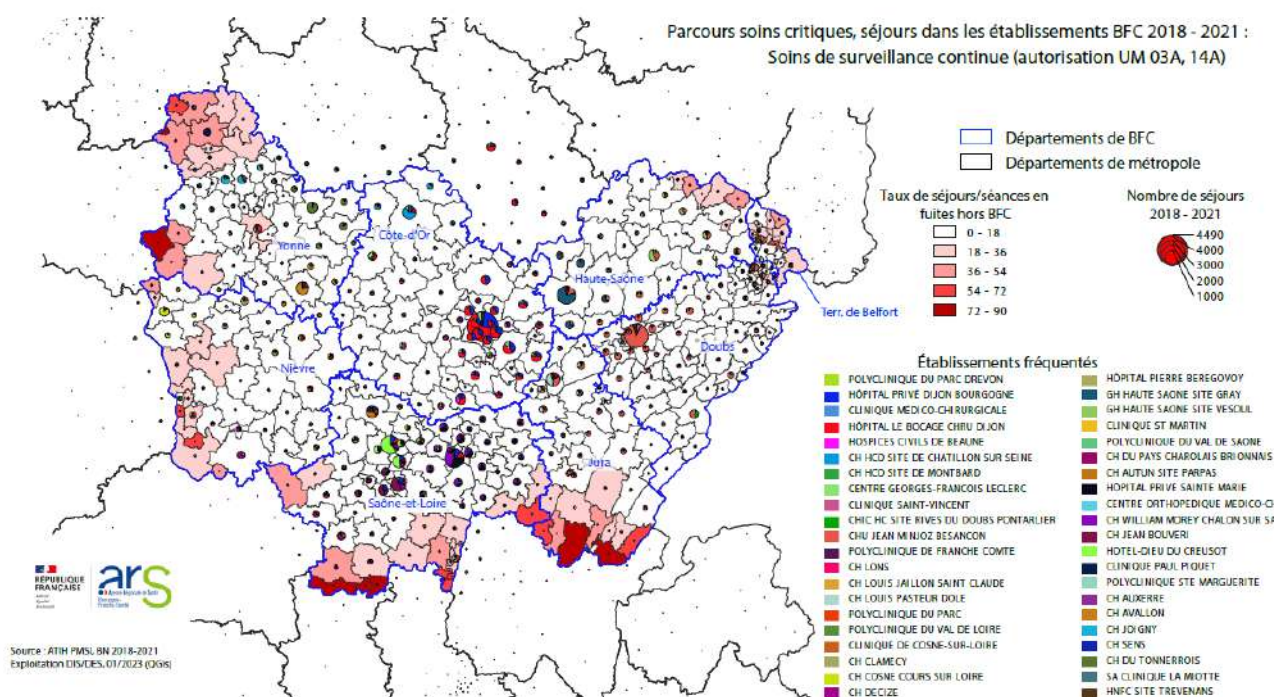 Parcours soins critiques, séjours dans les établissements BFC 2018 - 2021 :
Soins de surveillance continue (autorisation UM 03A, 14A)
Départements de BFC
Départements de métropole
Taux de séjours/séances en
fuites hors BFC
0 - 18
18 - 36
36 - 54
54 - 72
72 - 90
Nombre de séjours
2018 - 2021
4490
4000
3000
2000
1000
Yonne
Côte-d'Or
Haute-Saône
Terr. de Belfort
Doubs
Nièvre
Jura
Saône-et-Loire
Établissements fréquentés
POLYCLINIQUE DU PARC DREVON
HÔPITAL PRIVÉ DIJON BOURGOGNE
CLINIQUE MEDICO-CHIRURGICALE
HÔPITAL LE BOCAGE CHRU DIJON
HOSPICES CIVILS DE BEAUNE
CH HCO SITE DE CHATILLON SUR SEINE
CH HCO SITE DE MONTBARD
CENTRE GEORGES-FRANCOIS LECLERC
CLINIQUE SAINT-VINCENT
CHIC HC SITE RIVES DU DOUBS PONTARLIER
CHU JEAN MINJOZ BESANCON
POLYCLINIQUE DE FRANCHE COMTE
CH LONS
CH LOUIS JAILLON SAINT CLAUDE
CH LOUIS PASTEUR DOLE
POLYCLINIQUE DU PARC
POLYCLINIQUE DU VAL DE LOIRE
CLINIQUE DE COSNE-SUR-LOIRE
CH CLAMECY
CH COSNE COURS SUR LOIRE
CH DECIZE
HÔPITAL PIERRE BEREGOVOY
GH HAUTE SAONE SITE GRAY
GH HAUTE SAONE SITE VESOUL
CLINIQUE ST MARTIN
POLYCLINIQUE DU VAL DE SAONE
CH DU PAYS CHAROLAIS BRIONNAIS
CH AUTUN SITE PARPAS
HÔPITAL PRIVE SAINTE MARIE
CENTRE ORTHOPEDIQUE MEDICO-C
CH WILLIAM MOREY CHALON SUR SA
CH JEAN BOUVERI
HOTEL-DIEU DU CREUSOT
CLINIQUE PAUL PIQUET
POLYCLINIQUE STE MARGUERITE
CH AUXERRE
CH AVALLON
CH JOIGNY
CH SENS
CH DU TONNERROIS
SA CLINIQUE LA MIOTTE
HNFC SITE TREVENANS
RÉPUBLIQUE
FRANÇAISE
ars
Source : ATIH PMSI, BN 2018-2021
Exploitation DIS/DES, 01/2023 (QGis)